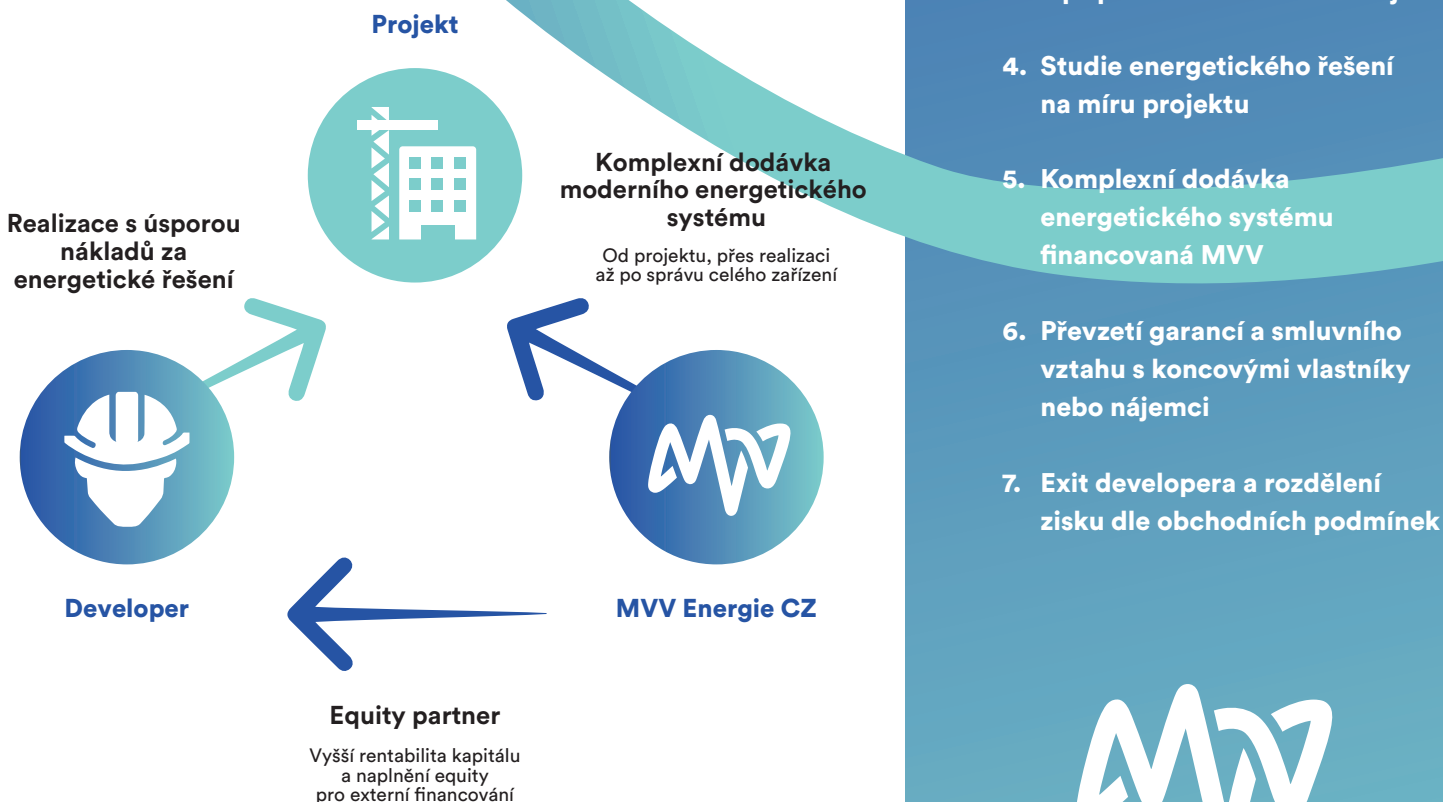 Projekt
Realizace s úsporou
nákladů za
energetické řešení
Komplexní dodávka
moderního energetického
systému
Od projektu, přes realizaci
až po správu celého zařízení
Developer
MVV Energie CZ
Equity partner
Vyšší rentabilita kapitálu
a naplnění equity
pro externí financování
4. Studie energetického řešení
na míru projektu
5. Komplexní dodávka
energetického systému
financovaná MVV
6. Převzetí garancí a smluvního
vztahu s koncovými vlastníky
nebo nájemci
7. Exit developera a rozdělení
zisku dle obchodních podmínek